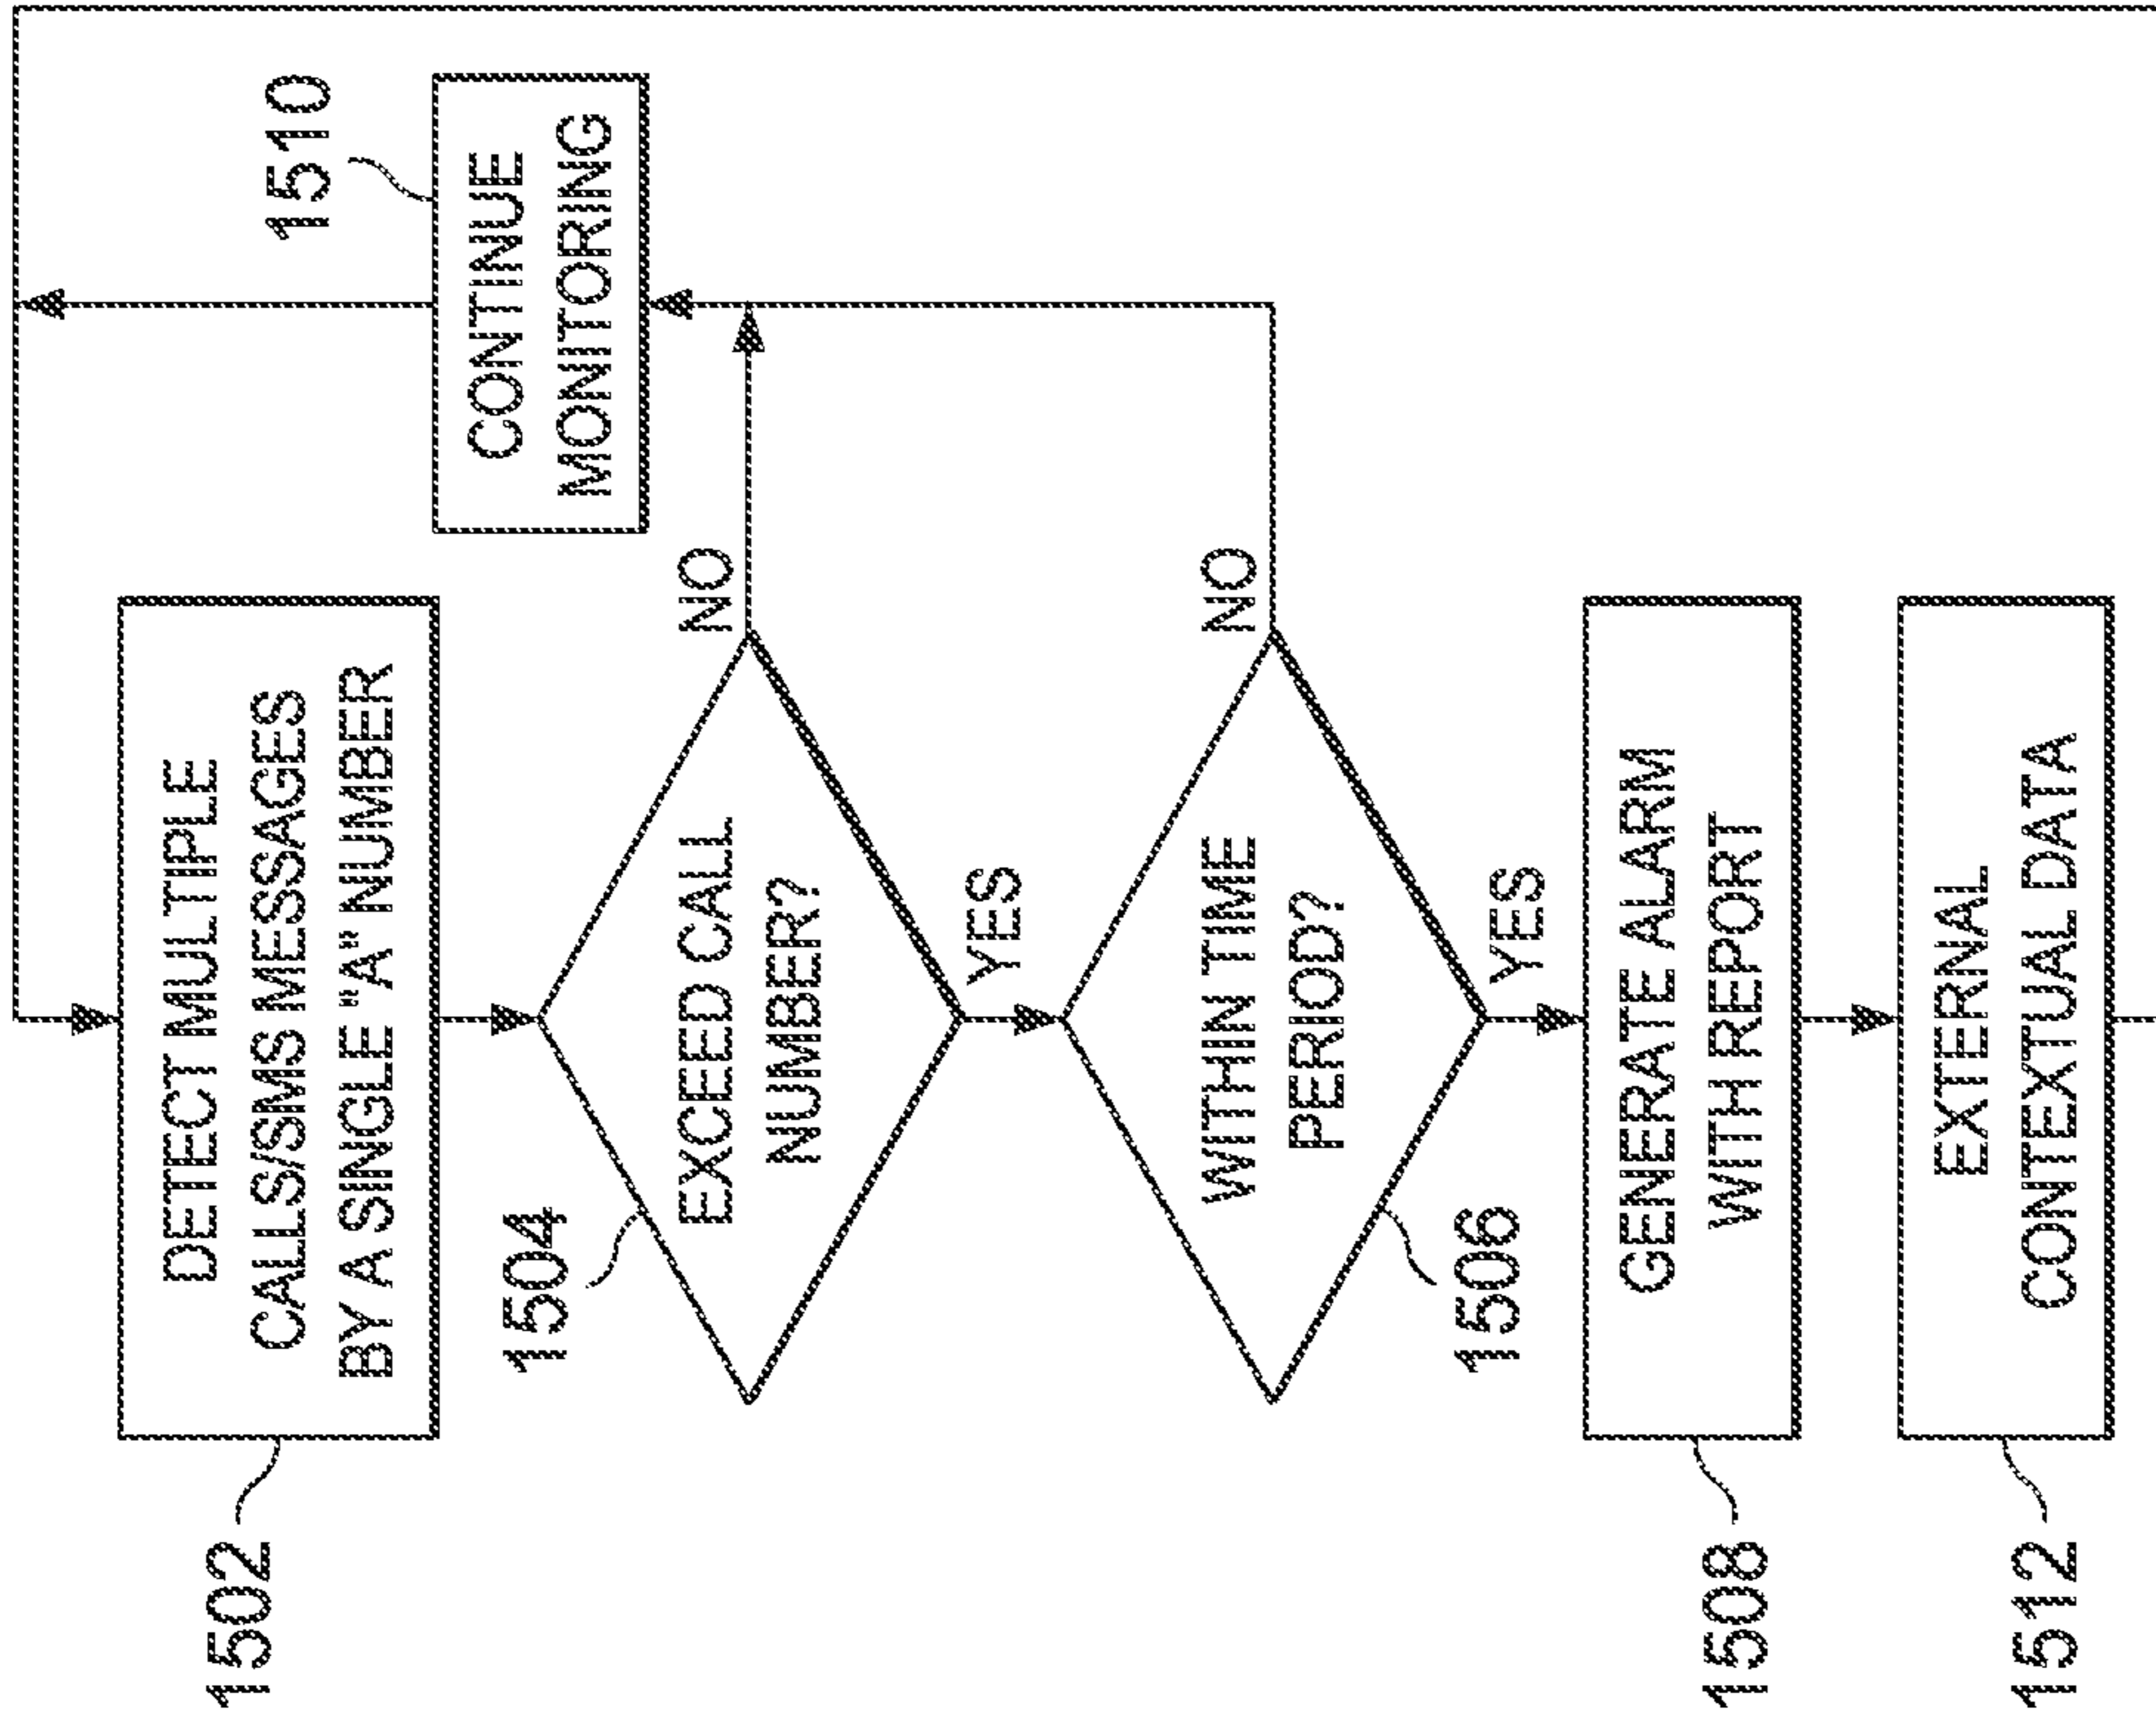 1502
DETECT MULTIPLE
CALLS/SMS MESSAGES
BY A SINGLE "A" NUMBER
1504
EXCEED CALL
NUMBER?
NO
YES
1510
CONTINUE
MONITORING
WITHIN TIME
PERIOD?
NO
1506
YES
1508
GENERATE ALARM
WITH REPORT
1512
EXTERNAL
CONTEXTUAL DATA